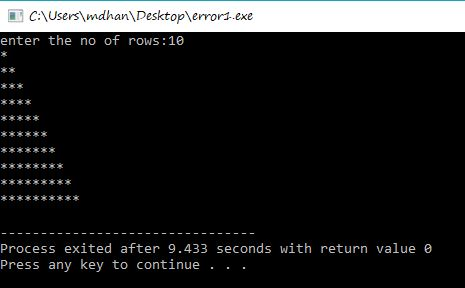 C:\Users\mdhan\Desktop\error1.exe
enter the no of rows:10
*
**
***
****
*****
******
*******
********
*********
**********
--------------------------------
Process exited after 9.433 seconds with return value 0
Press any key to continue . . .